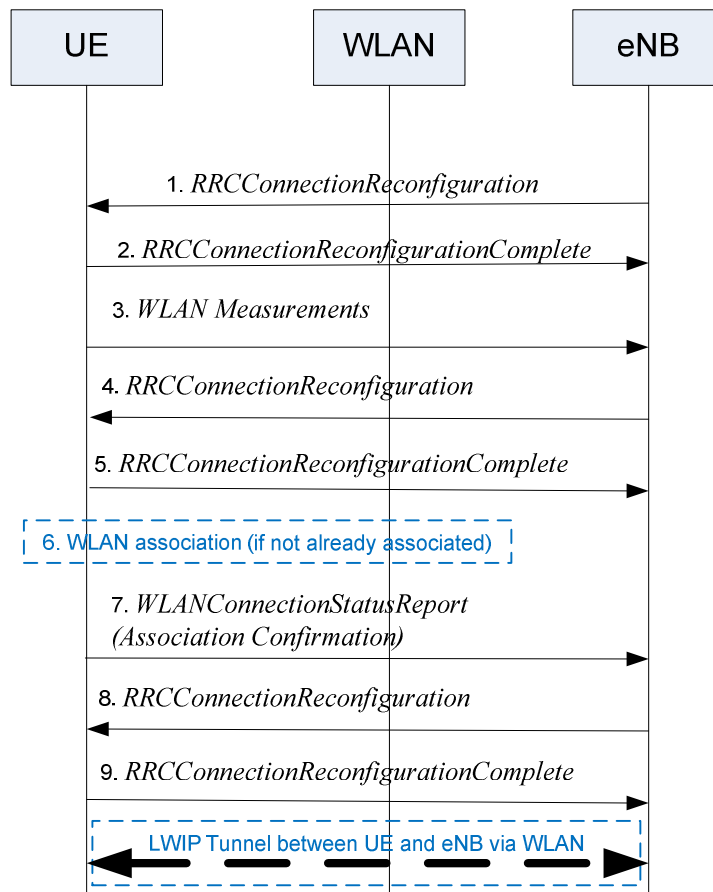 UE
WLAN
eNB
1. RRCConnectionReconfiguration
2. RRCConnectionReconfigurationComplete
3. WLAN Measurements
4. RRCConnectionReconfiguration
5. RRCConnectionReconfigurationComplete
6. WLAN association (if not already associated)
7. WLANConnectionStatusReport
(Association Confirmation)
8. RRCConnectionReconfiguration
9. RRCConnectionReconfigurationComplete
LWIP Tunnel between UE and eNB via WLAN